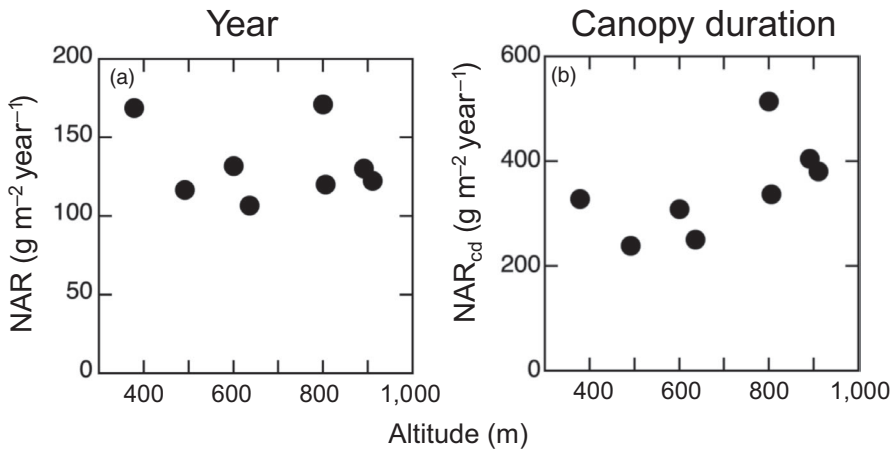 Year
Canopy duration
(a)
NAR (g m⁻² year⁻¹)
200
150
100
50
0
400 600 800 1,000
(b)
NAR_cd (g m⁻² year⁻¹)
600
400
200
0
400 600 800 1,000
Altitude (m)